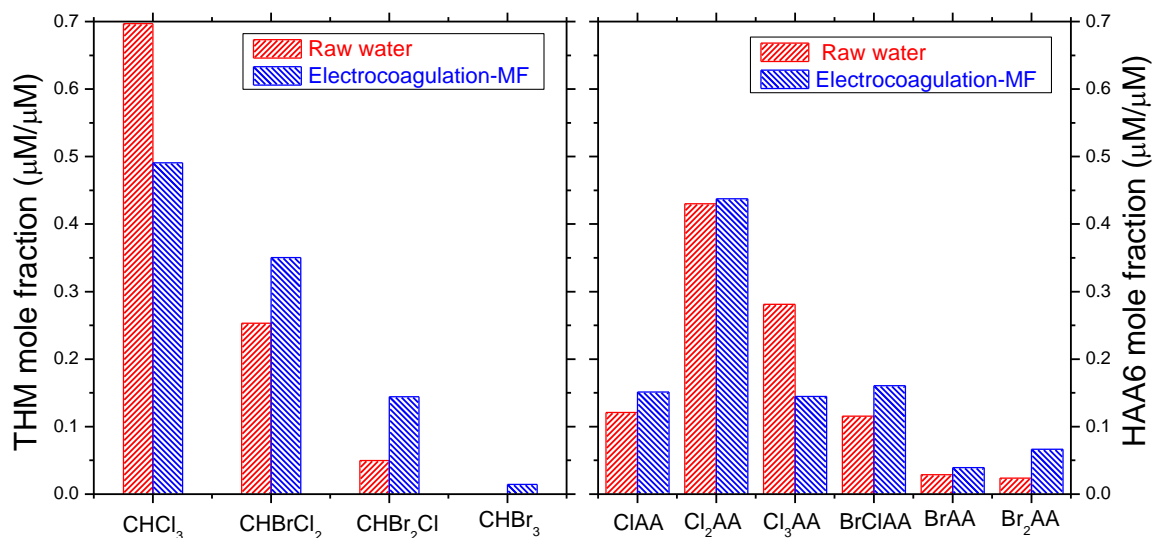 THM mole fraction (μM/μM)
0.7
0.6
0.5
0.4
0.3
0.2
0.1
0.0
Raw water
Electrocoagulation-MF
CHCl₃
CHBrCl₂
CHBr₂Cl
CHBr₃
Raw water
Electrocoagulation-MF
ClAA
Cl₂AA
Cl₃AA
BrClAA
BrAA
Br₂AA
0.7
0.6
0.5
0.4
0.3
0.2
0.1
0.0
HAA6 mole fraction (μM/μM)